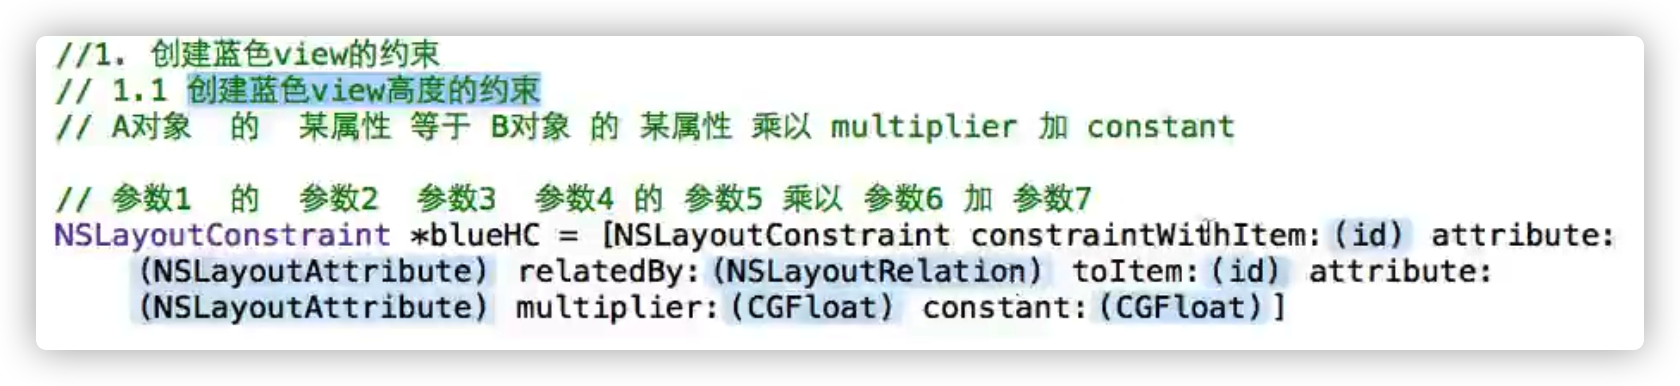 //1. 创建蓝色view的约束
// 1.1 创建蓝色view高度的约束
// A对象 的 某属性 等于 B对象 的 某属性 乘以 multiplier 加 constant
// 参数1 的 参数2 参数3 参数4 的 参数5 乘以 参数6 加 参数7
NSLayoutConstraint *blueHC = [NSLayoutConstraint constraintWithItem:(id) attribute:
(NSLayoutAttribute) relatedBy:(NSLayoutRelation) toItem:(id) attribute:
(NSLayoutAttribute) multiplier:(CGFloat) constant:(CGFloat)]